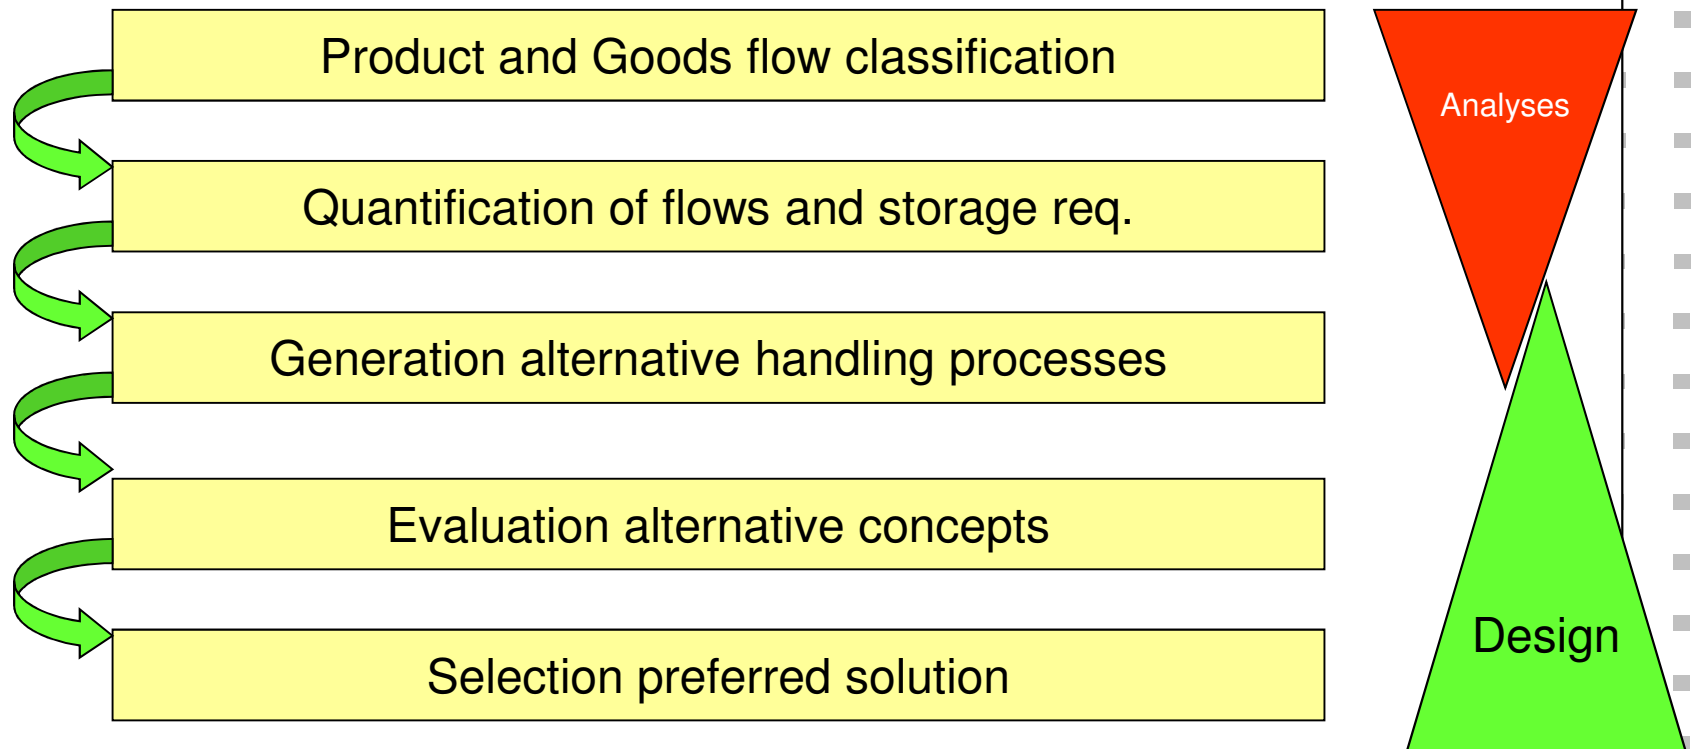 Product and Goods flow classification
Analyses
Quantification of flows and storage req.
Generation alternative handling processes
Evaluation alternative concepts
Design
Selection preferred solution